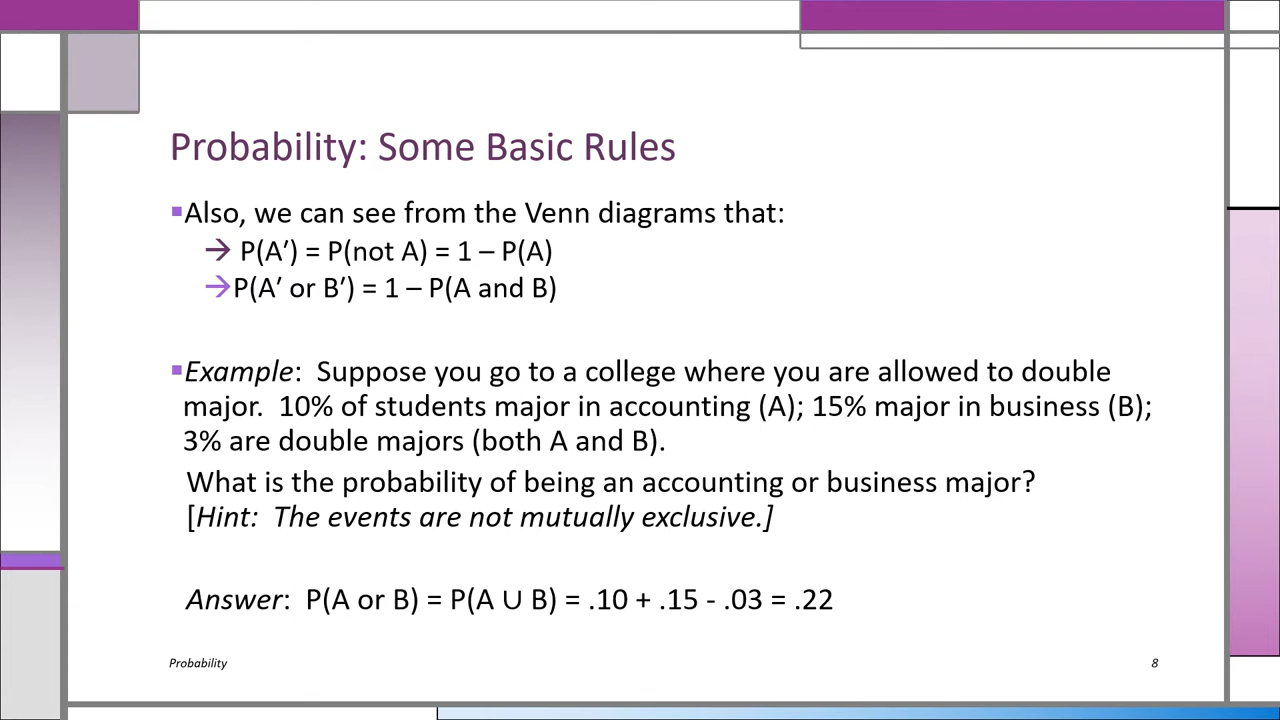 Probability: Some Basic Rules
▪Also, we can see from the Venn diagrams that:
→ P(A′) = P(not A) = 1 – P(A)
→P(A′ or B′) = 1 – P(A and B)
▪Example: Suppose you go to a college where you are allowed to double
major. 10% of students major in accounting (A); 15% major in business (B);
3% are double majors (both A and B).
What is the probability of being an accounting or business major?
[Hint: The events are not mutually exclusive.]
Answer: P(A or B) = P(A ∪ B) = .10 + .15 - .03 = .22
Probability
8